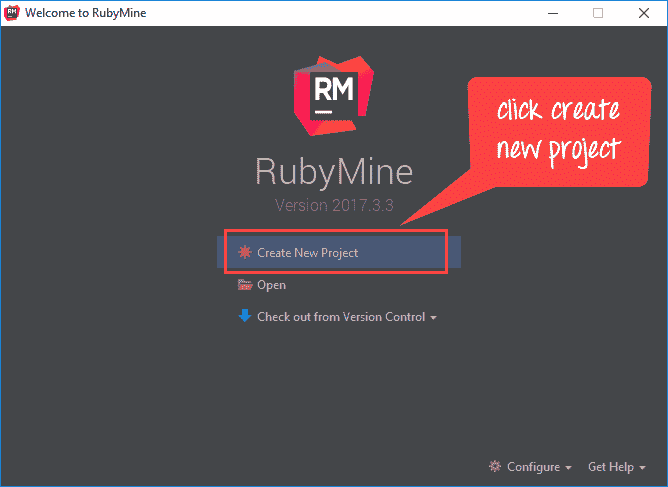 Welcome to RubyMine
RM
click create
new project
RubyMine
Version 2017.3.3
Create New Project
Open
Check out from Version Control
Configure
Get Help